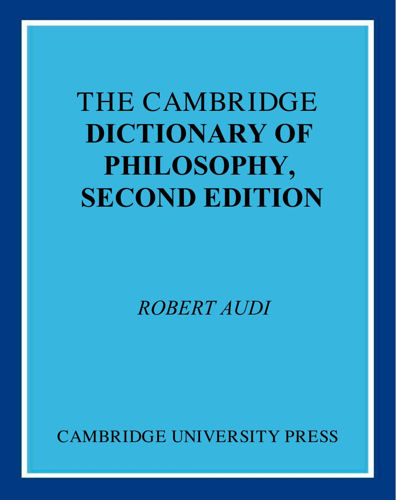 THE CAMBRIDGE
DICTIONARY OF
PHILOSOPHY,
SECOND EDITION
ROBERT AUDI
CAMBRIDGE UNIVERSITY PRESS